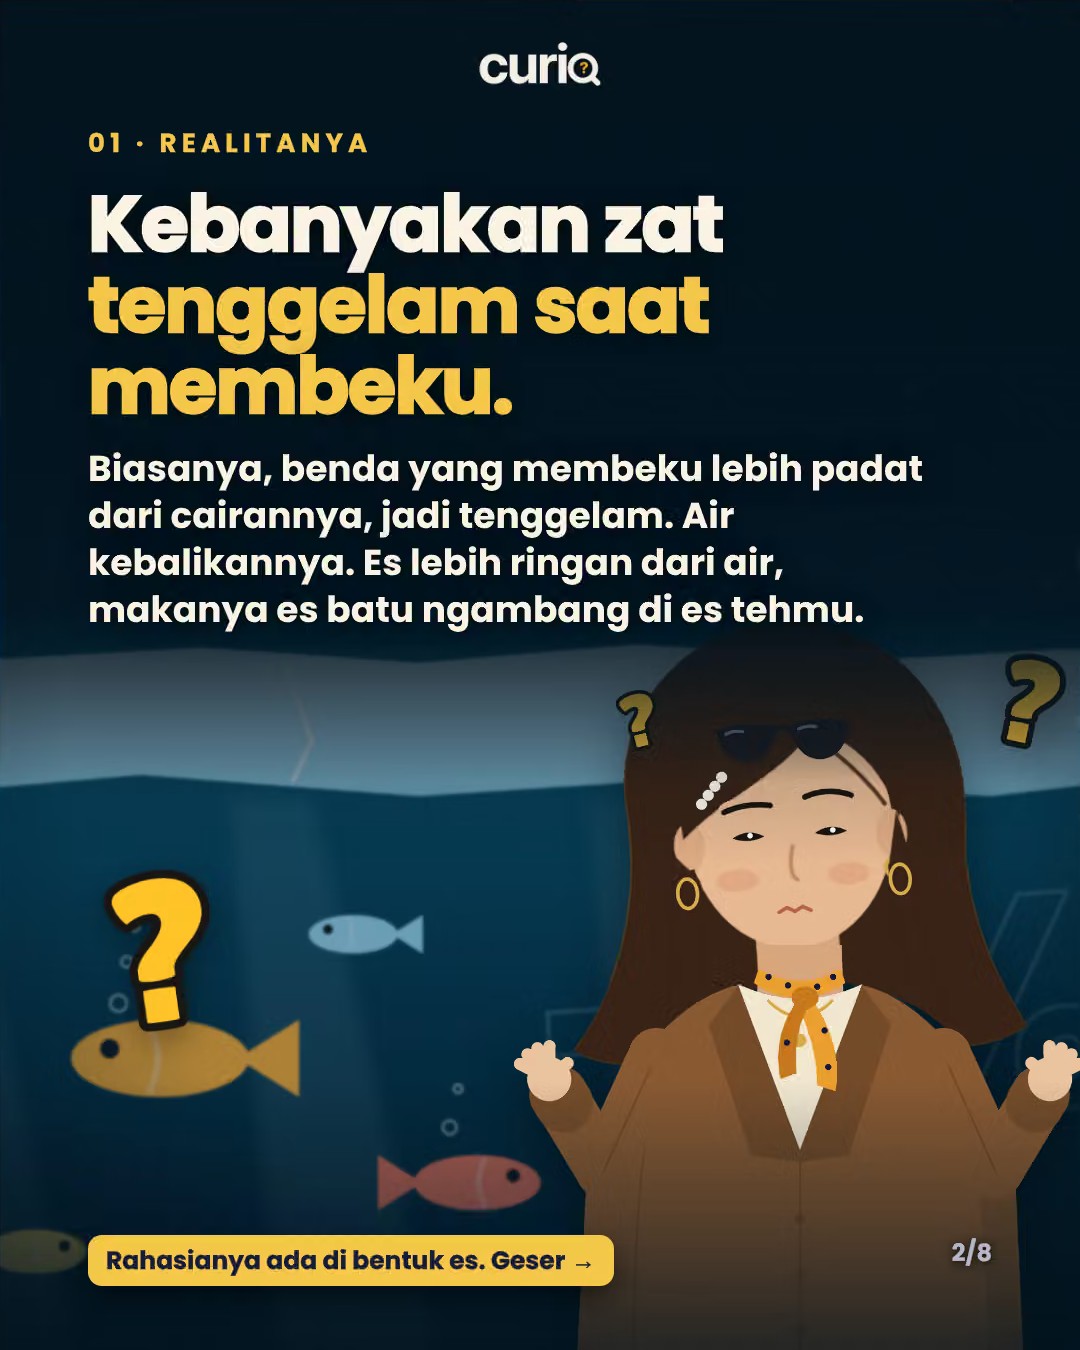 curiQ
01 · REALITANYA
Kebanyakan zat
tenggelam saat
membeku.
Biasanya, benda yang membeku lebih padat
dari cairannya, jadi tenggelam. Air
kebalikannya. Es lebih ringan dari air,
makanya es batu ngambang di es tehmu.
?
?
?
Rahasianya ada di bentuk es. Geser →
2/8